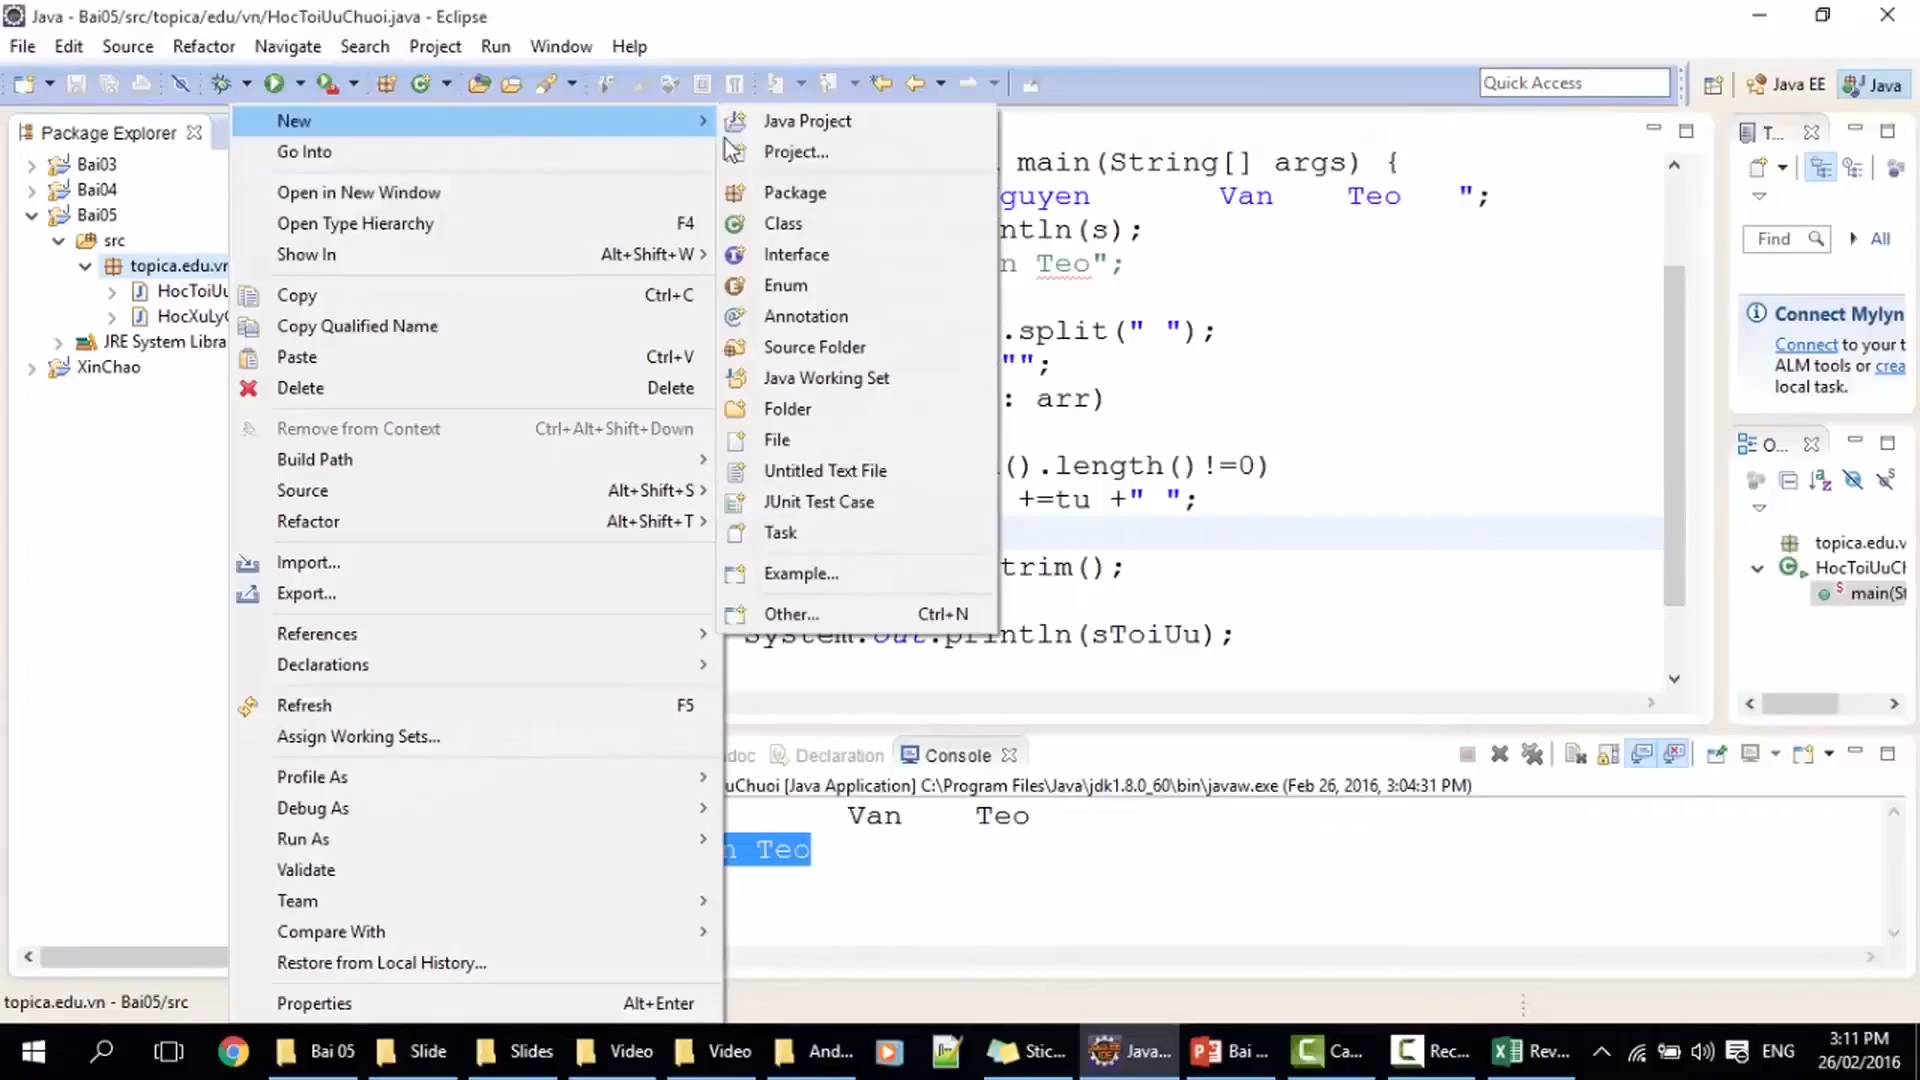 Java - Bai05/src/topica/edu/vn/HocToiUuChuoi.java - Eclipse
File Edit Source Refactor Navigate Search Project Run Window Help
Quick Access
Java EE
Java
Package Explorer
Bai03
Bai04
Bai05
src
topica.edu.vn
HocToiUu
HocXuLy
JRE System Libra
XinChao
New
Go Into
Open in New Window
Open Type Hierarchy F4
Show In Alt+Shift+W
Copy Ctrl+C
Copy Qualified Name
Paste Ctrl+V
Delete Delete
Remove from Context Ctrl+Alt+Shift+Down
Build Path
Source Alt+Shift+S
Refactor Alt+Shift+T
Import...
Export...
References
Declarations
Refresh F5
Assign Working Sets...
Profile As
Debug As
Run As
Validate
Team
Compare With
Restore from Local History...
Properties Alt+Enter
Java Project
Project...
Package
Class
Interface
Enum
Annotation
Source Folder
Java Working Set
Folder
File
Untitled Text File
JUnit Test Case
Task
Example...
Other... Ctrl+N
main(String[] args) {
guyen Van Teo ";
ntln(s);
n Teo";
.split(" ");
"";
: arr)
().length()!=0)
+=tu +" ";
trim();
System.out.println(sToiUu);
T...
Find
All
Connect Mylyn
Connect to your t
ALM tools or crea
local task.
O...
topica.edu.v
HocToiUuCh
main(St
doc Declaration Console
uChuoi [Java Application] C:\Program Files\Java\jdk1.8.0_60\bin\javaw.exe (Feb 26, 2016, 3:04:31 PM)
Van Teo
n Teo
topica.edu.vn - Bai05/src
Bai 05 Slide Slides Video Video And... Stic... Java... Bai ... Ca... Rec... Rev... ENG
3:11 PM
26/02/2016